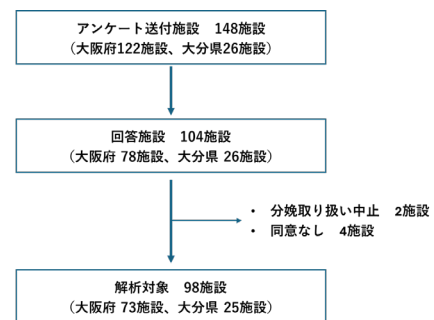 アンケート送付施設　148施設
（大阪府122施設、大分県26施設）
回答施設　104施設
（大阪府 78施設、大分県 26施設）
•　分娩取り扱い中止　2施設
•　同意なし　4施設
解析対象　98施設
（大阪府 73施設、大分県 25施設）